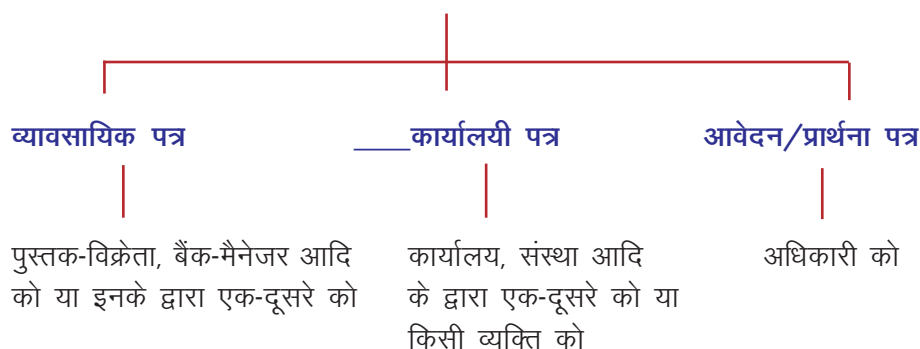 व्यावसायिक पत्र ____कार्यालयी पत्र आवेदन/प्रार्थना पत्र
पुस्तक-विक्रेता, बैंक-मैनेजर आदि
को या इनके द्वारा एक-दूसरे को
कार्यालय, संस्था आदि
के द्वारा एक-दूसरे को या
किसी व्यक्ति को
अधिकारी को